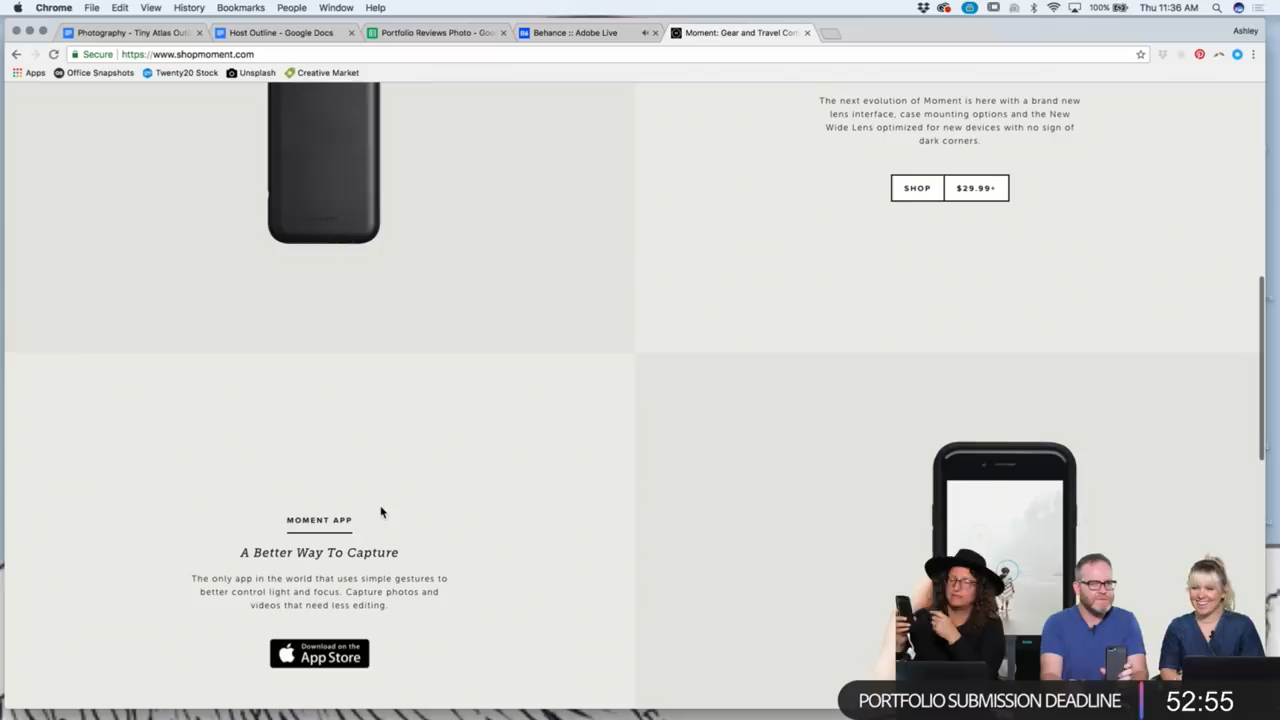 Chrome File Edit View History Bookmarks People Window Help
100% Thu 11:36 AM
Photography - Tiny Atlas Outl
Host Outline - Google Docs
Portfolio Reviews Photo - Goo
Behance :: Adobe Live
Moment: Gear and Travel Con
Ashley
Secure https://www.shopmoment.com
Apps Office Snapshots Twenty20 Stock Unsplash Creative Market
The next evolution of Moment is here with a brand new
lens interface, case mounting options and the New
Wide Lens optimized for new devices with no sign of
dark corners.
SHOP $29.99+
MOMENT APP
A Better Way To Capture
The only app in the world that uses simple gestures to
better control light and focus. Capture photos and
videos that need less editing.
Download on the
App Store
PORTFOLIO SUBMISSION DEADLINE 52:55